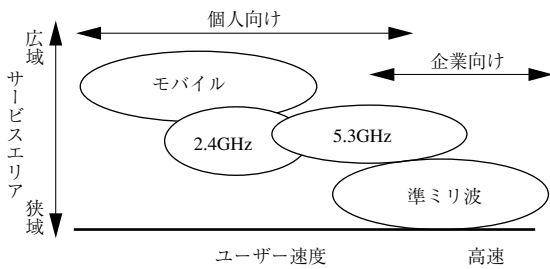 個人向け
企業向け
広域
サービスエリア
狭域
モバイル
2.4GHz
5.3GHz
準ミリ波
ユーザー速度
高速